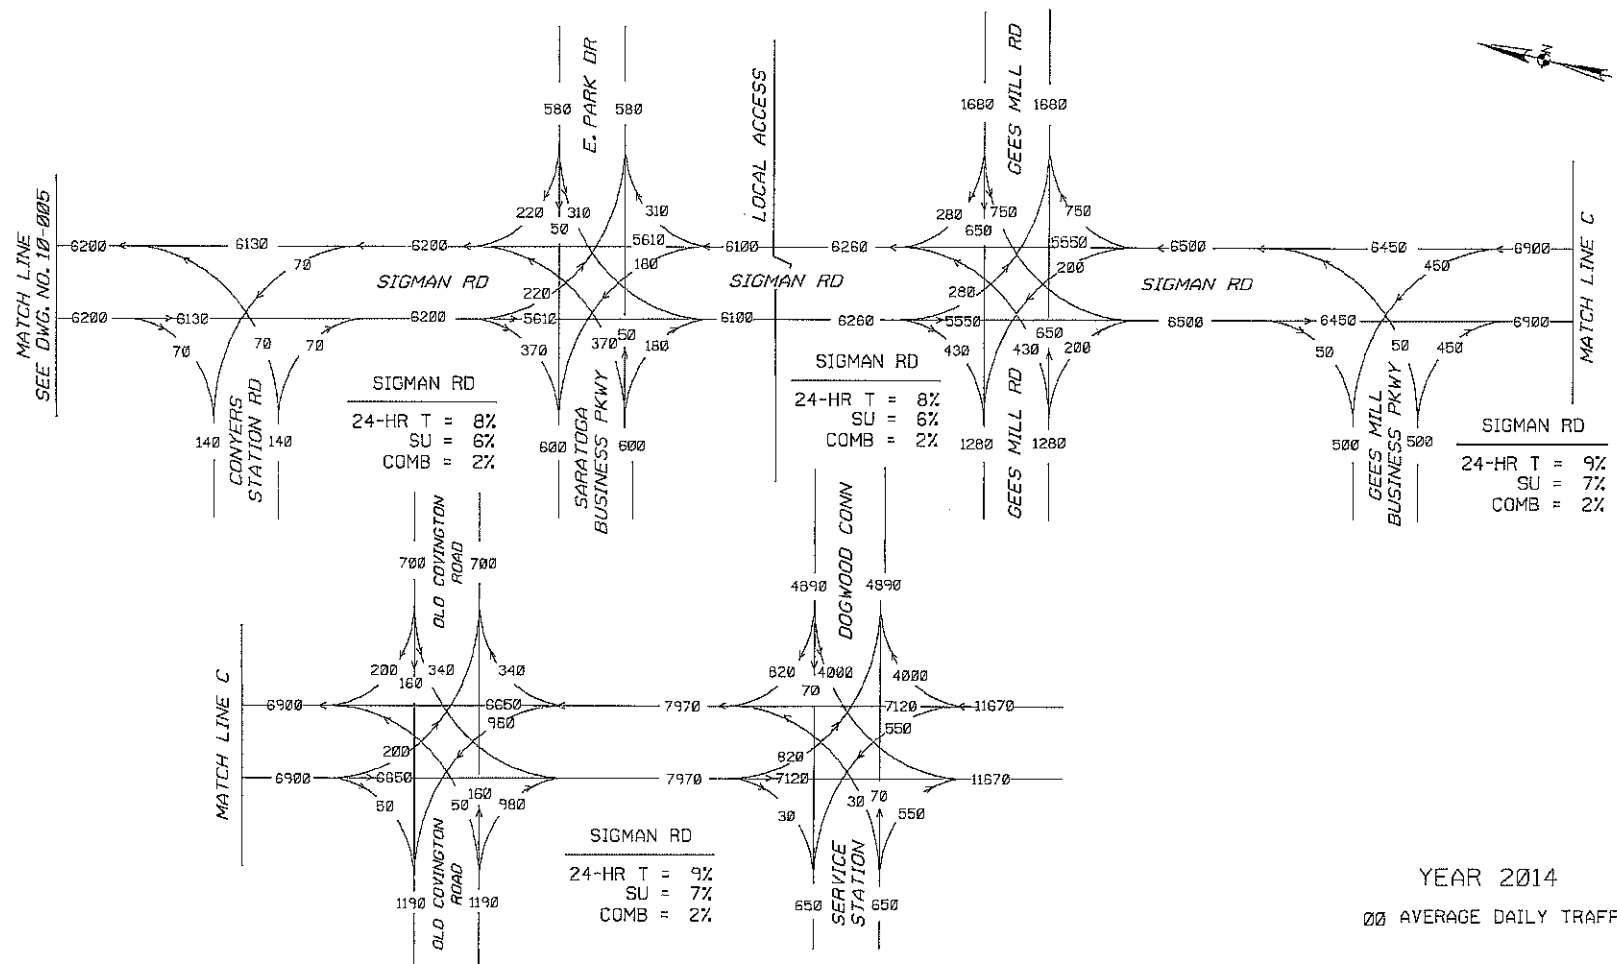 N
580
E. PARK DR
580
LOCAL ACCESS
1680
GEES MILL RD
1680
MATCH LINE
SEE DWG. NO. 10-005
220
310
50
310
280
750
650
750
6200
6130
6200
5610
6100
6260
5550
6500
6450
6900
70
180
200
450
SIGMAN RD
SIGMAN RD
SIGMAN RD
220
280
6200
6130
6200
5610
6100
6260
5550
6500
6450
6900
70
70
70
370
370
50
180
430
430
650
200
50
50
450
MATCH LINE C
140
CONYERS
STATION RD
140
SIGMAN RD
24-HR T = 8%
SU = 6%
COMB = 2%
600
SARATOGA
BUSINESS PKWY
600
SIGMAN RD
24-HR T = 8%
SU = 6%
COMB = 2%
1280
GEES MILL RD
1280
500
GEES MILL
BUSINESS PKWY
500
SIGMAN RD
24-HR T = 9%
SU = 7%
COMB = 2%
700
OLD COVINGTON
ROAD
700
4890
DOGWOOD CONN
4890
MATCH LINE C
200
340
160
340
820
4000
70
4000
6900
6650
7970
7120
11670
980
550
200
820
6900
6650
7970
7120
11670
50
50
160
980
30
30
70
550
1190
OLD COVINGTON
ROAD
1190
SIGMAN RD
24-HR T = 9%
SU = 7%
COMB = 2%
650
SERVICE
STATION
650
YEAR 2014
00 AVERAGE DAILY TRAFF